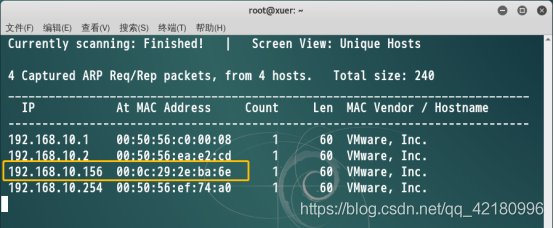 root@xuer: ~
文件(F) 编辑(E) 查看(V) 搜索(S) 终端(T) 帮助(H)
Currently scanning: Finished!   |   Screen View: Unique Hosts
4 Captured ARP Req/Rep packets, from 4 hosts.   Total size: 240
_____________________________________________________________________________
IP            At MAC Address     Count     Len  MAC Vendor / Hostname
-----------------------------------------------------------------------------
192.168.10.1    00:50:56:c0:00:08      1      60  VMware, Inc.
192.168.10.2    00:50:56:ea:e2:cd      1      60  VMware, Inc.
192.168.10.156  00:0c:29:2e:ba:6e      1      60  VMware, Inc.
192.168.10.254  00:50:56:ef:74:a0      1      60  VMware, Inc.
https://blog.csdn.net/qq_42180996